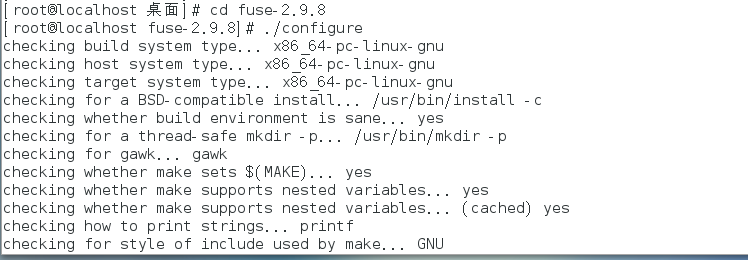 [root@localhost 桌面]# cd fuse-2.9.8
[root@localhost fuse-2.9.8]# ./configure
checking build system type... x86_64-pc-linux-gnu
checking host system type... x86_64-pc-linux-gnu
checking target system type... x86_64-pc-linux-gnu
checking for a BSD-compatible install... /usr/bin/install -c
checking whether build environment is sane... yes
checking for a thread-safe mkdir -p... /usr/bin/mkdir -p
checking for gawk... gawk
checking whether make sets $(MAKE)... yes
checking whether make supports nested variables... yes
checking whether make supports nested variables... (cached) yes
checking how to print strings... printf
checking for style of include used by make... GNU